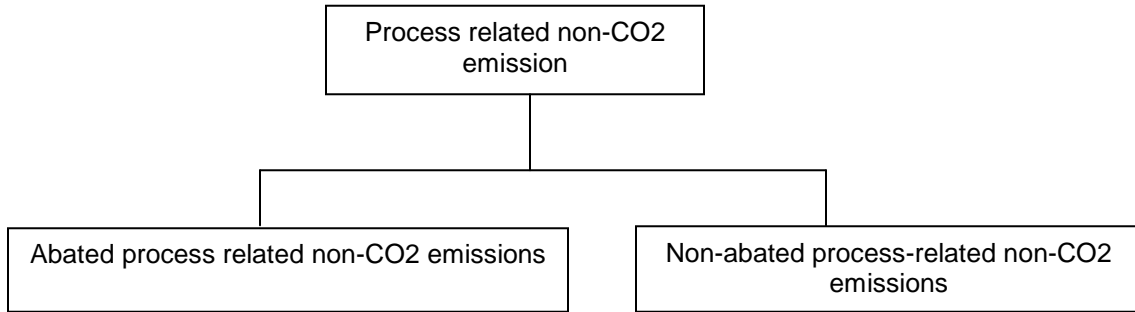 Process related non-CO2
emission
Abated process related non-CO2 emissions
Non-abated process-related non-CO2
emissions